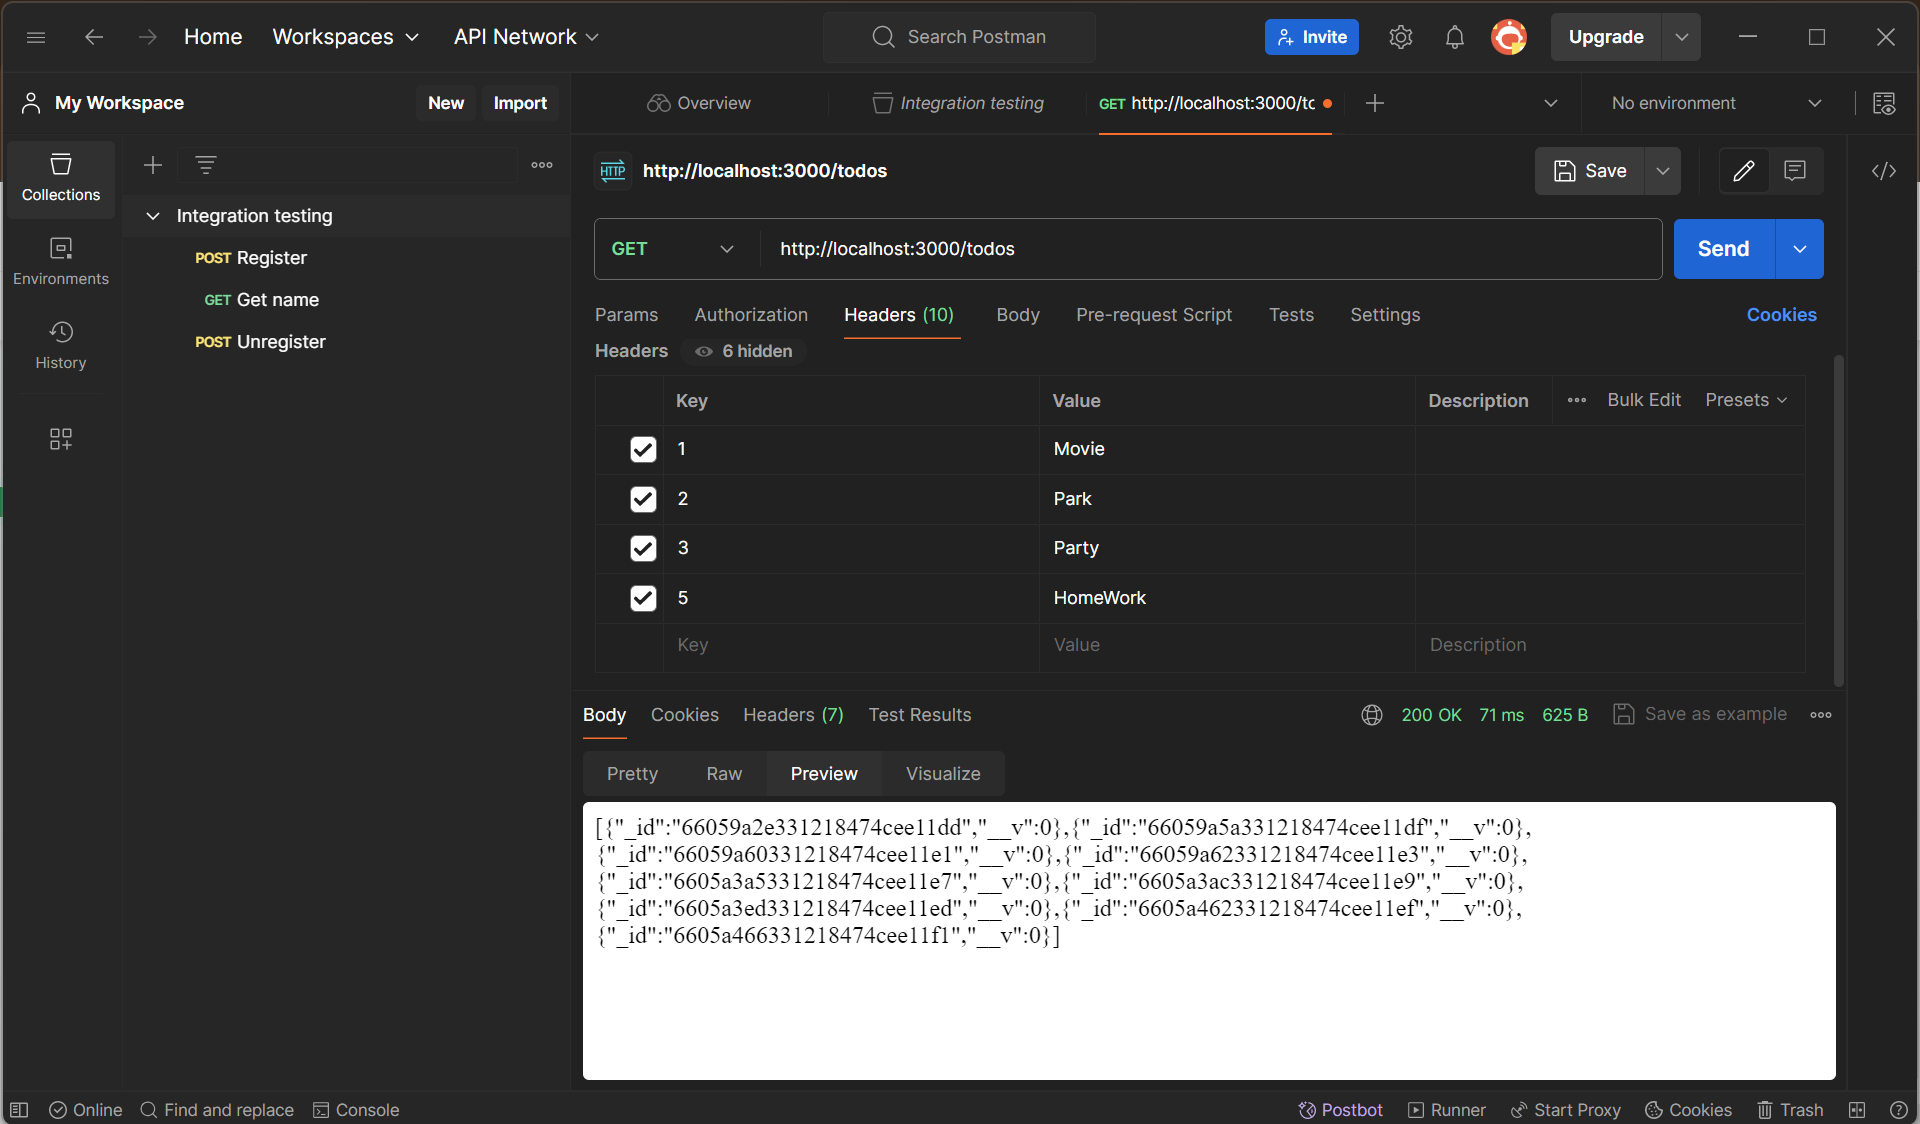 Home Workspaces API Network Search Postman Invite Upgrade
My Workspace New Import Overview Integration testing GET http://localhost:3000/tc No environment
Collections
Environments
History
Integration testing
POST Register
GET Get name
POST Unregister
HTTP http://localhost:3000/todos Save
GET http://localhost:3000/todos Send
Params Authorization Headers (10) Body Pre-request Script Tests Settings Cookies
Headers 6 hidden
Key Value Description Bulk Edit Presets
1 Movie
2 Park
3 Party
5 HomeWork
Key Value Description
Body Cookies Headers (7) Test Results 200 OK 71 ms 625 B Save as example
Pretty Raw Preview Visualize
[{"_id":"66059a2e331218474cee11dd","__v":0},{"_id":"66059a5a331218474cee11df","__v":0},
{"_id":"66059a60331218474cee11e1","__v":0},{"_id":"66059a62331218474cee11e3","__v":0},
{"_id":"6605a3a5331218474cee11e7","__v":0},{"_id":"6605a3ac331218474cee11e9","__v":0},
{"_id":"6605a3ed331218474cee11ed","__v":0},{"_id":"6605a462331218474cee11ef","__v":0},
{"_id":"6605a466331218474cee11f1","__v":0}]
Online Find and replace Console Postbot Runner Start Proxy Cookies Trash